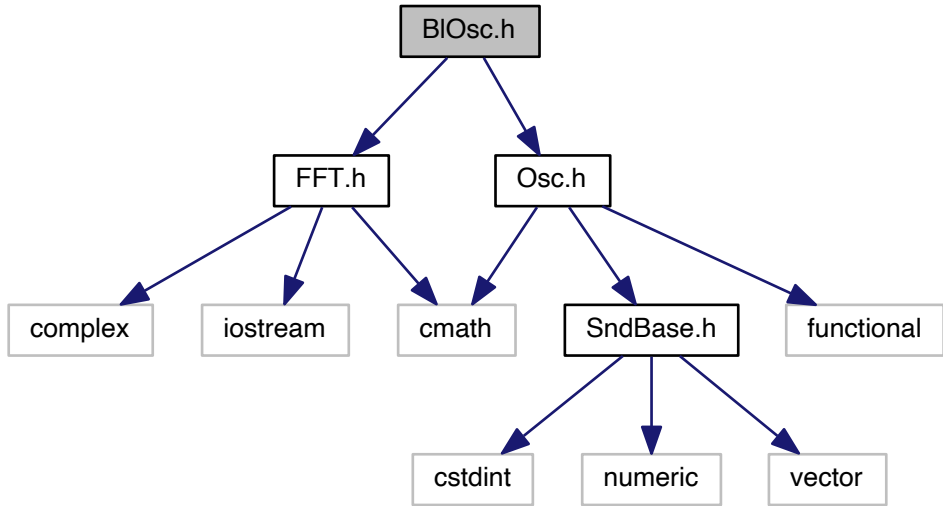 BlOsc.h
FFT.h
Osc.h
complex
iostream
cmath
SndBase.h
functional
cstdint
numeric
vector